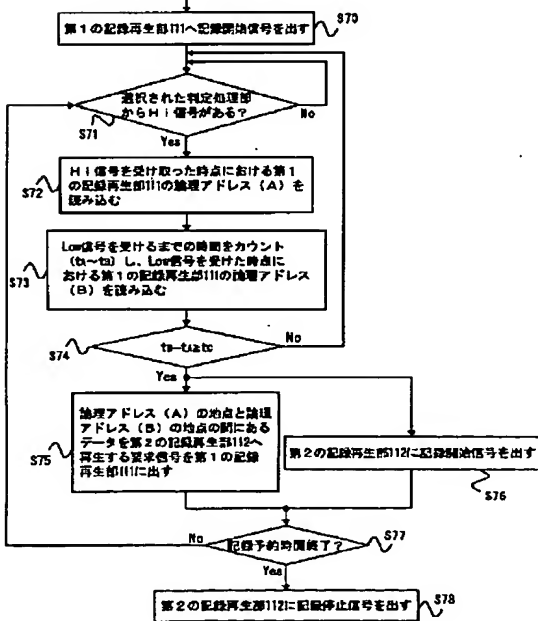 第1の記録再生部111へ記録開始信号を出す
S70
選択された判定処理部
からHi信号がある?
No
S71
Yes
Hi信号を受け取った時点における第1
の記録再生部111の論理アドレス(A)を
読み込む
S72
Low信号を受けるまでの時間をカウント
(ta~tb)し、Low信号を受けた時点に
おける第1の記録再生部111の論理アドレス
(B)を読み込む
S73
No
S74
Yes
論理アドレス(A)の地点と論理
アドレス(B)の地点の間にある
データを第2の記録再生部112へ
再生する要求信号を第1の記録
再生部111に出す
S75
第2の記録再生部112に記録開始信号を出す
S76
No
記録予約時間終了?
S77
Yes
第2の記録再生部112に記録停止信号を出す
S78